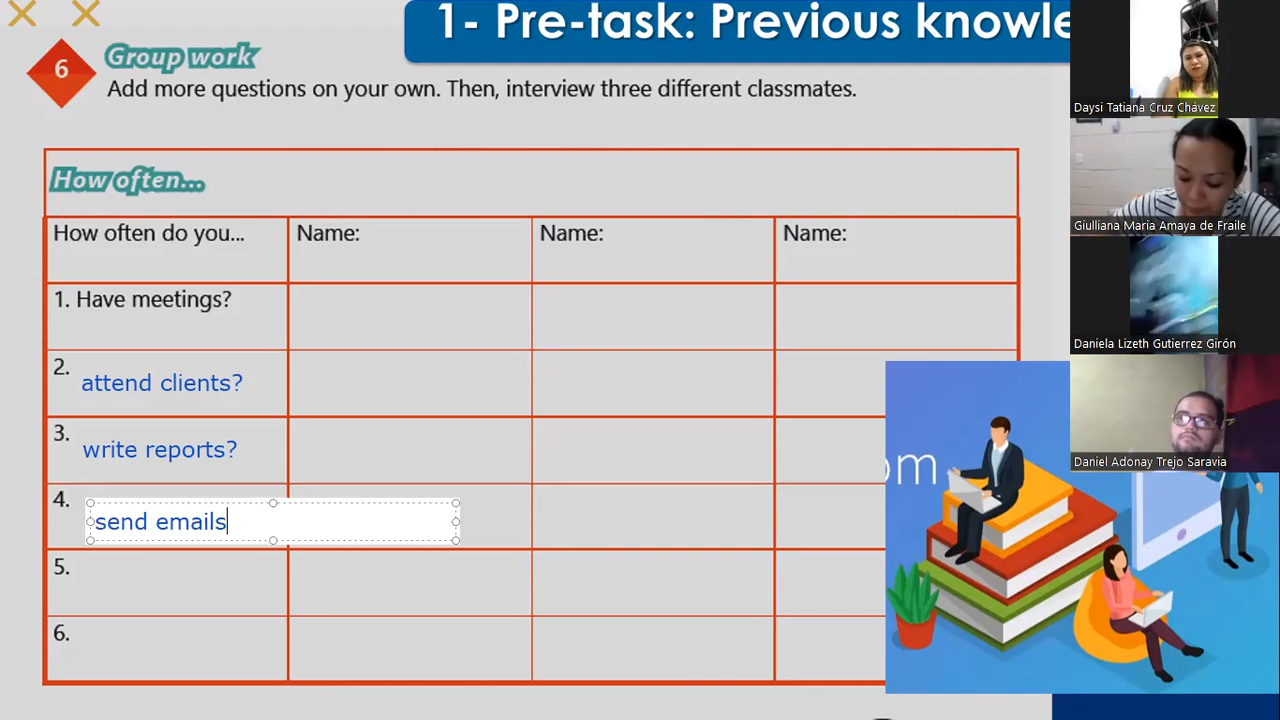 1- Pre-task: Previous knowle
6
Group work
Add more questions on your own. Then, interview three different classmates.
How often...
How often do you...
Name:
Name:
Name:
1. Have meetings?
2.
attend clients?
3.
write reports?
4.
send emails
5.
6.
om
Daysi Tatiana Cruz Chávez
Giulliana Maria Amaya de Fraile
Daniela Lizeth Gutierrez Girón
Daniel Adonay Trejo Saravia